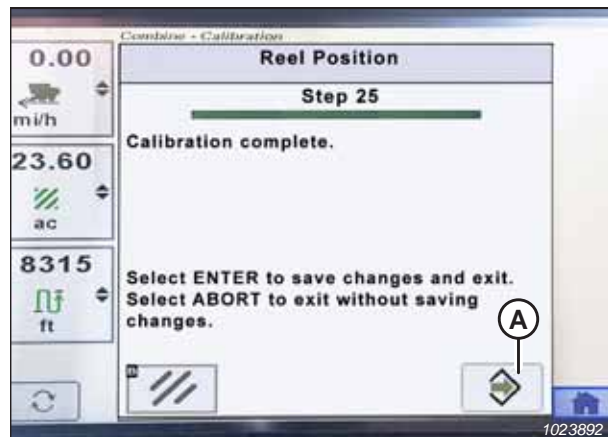 Combine - Calibration
Reel Position
Step 25
Calibration complete.
Select ENTER to save changes and exit.
Select ABORT to exit without saving
changes.
0.00
mi/h
23.60
ac
8315
ft
A
1023892